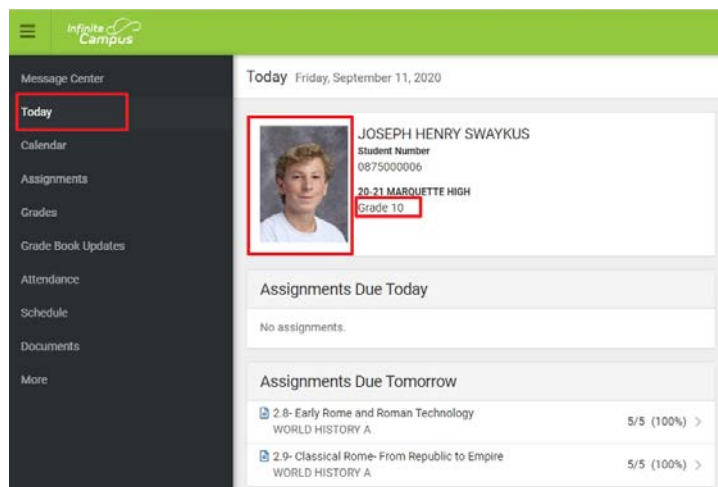 Infinite
Campus
Message Center
Today
Calendar
Assignments
Grades
Grade Book Updates
Attendance
Schedule
Documents
More
Today Friday, September 11, 2020
JOSEPH HENRY SWAYKUS
Student Number
0875000006
20-21 MARQUETTE HIGH
Grade 10
Assignments Due Today
No assignments.
Assignments Due Tomorrow
2.8- Early Rome and Roman Technology
WORLD HISTORY A
5/5 (100%) >
2.9- Classical Rome- From Republic to Empire
WORLD HISTORY A
5/5 (100%) >